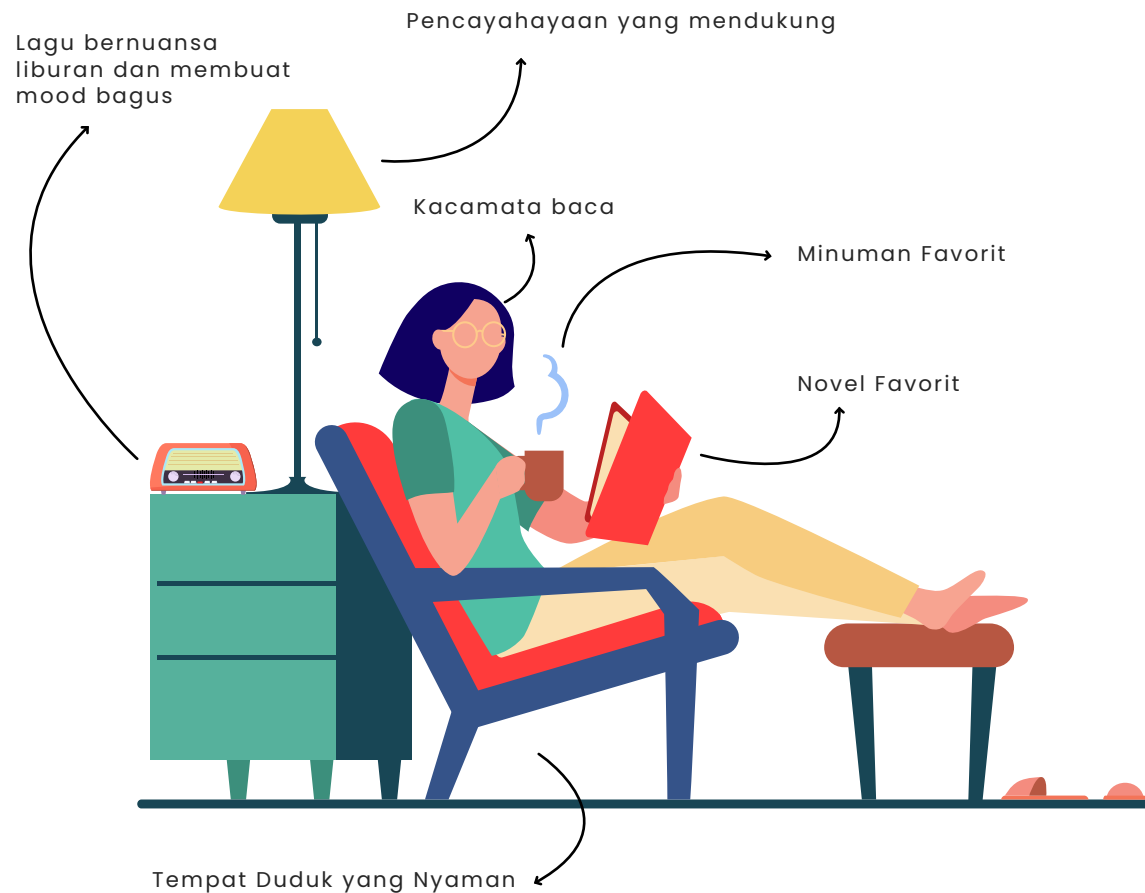 Pencayahayaan yang mendukung
Lagu bernuansa
liburan dan membuat
mood bagus
Kacamata baca
Minuman Favorit
Novel Favorit
Tempat Duduk yang Nyaman